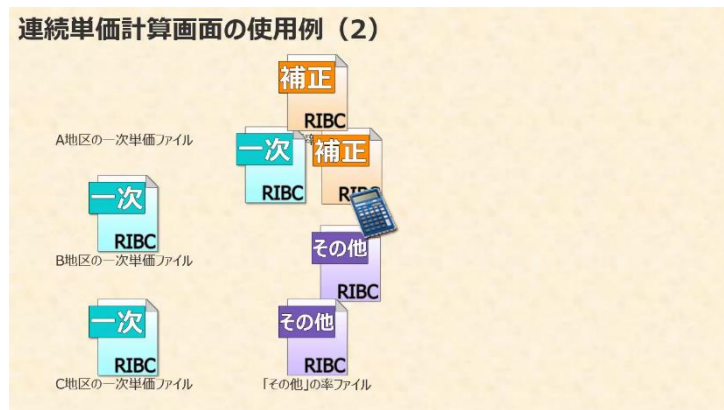 連続単価計算画面の使用例（2）
補正
RIBC
A地区の一次単価ファイル
率
一次
補正
RIBC
RIBC
一次
RIBC
B地区の一次単価ファイル
その他
RIBC
一次
RIBC
C地区の一次単価ファイル
その他
RIBC
「その他」の率ファイル